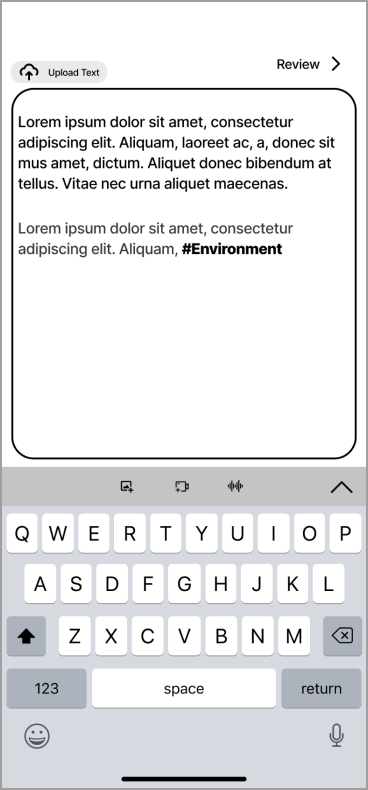 Review
Upload Text
Lorem ipsum dolor sit amet, consectetur
adipiscing elit. Aliquam, laoreet ac, a, donec sit
mus amet, dictum. Aliquet donec bibendum at
tellus. Vitae nec urna aliquet maecenas.
Lorem ipsum dolor sit amet, consectetur
adipiscing elit. Aliquam, #Environment
Q W E R T Y U I O P
A S D F G H J K L
Z X C V B N M
123 space return